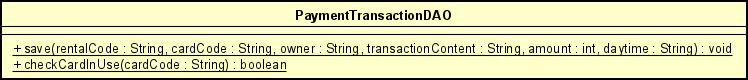 PaymentTransactionDAO
+ save(rentalCode : String, cardCode : String, owner : String, transactionContent : String, amount : int, daytime : String) : void
+ checkCardInUse(cardCode : String) : boolean